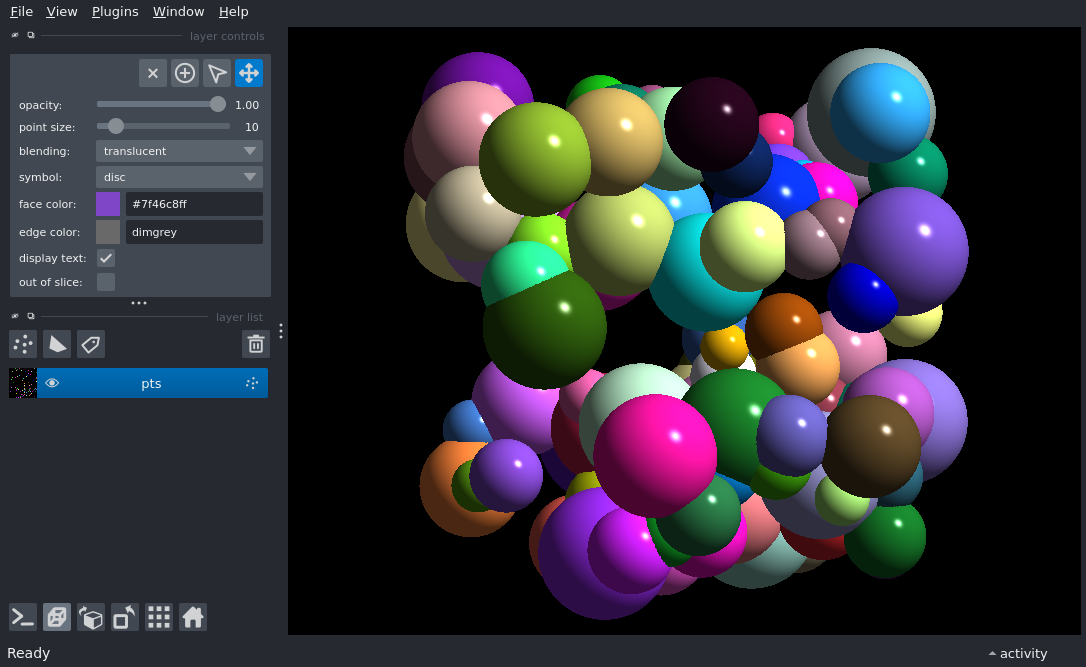 File View Plugins Window Help
layer controls
opacity: 1.00
point size: 10
blending: translucent
symbol: disc
face color: #7f46c8ff
edge color: dimgrey
display text:
out of slice:
layer list
pts
Ready activity